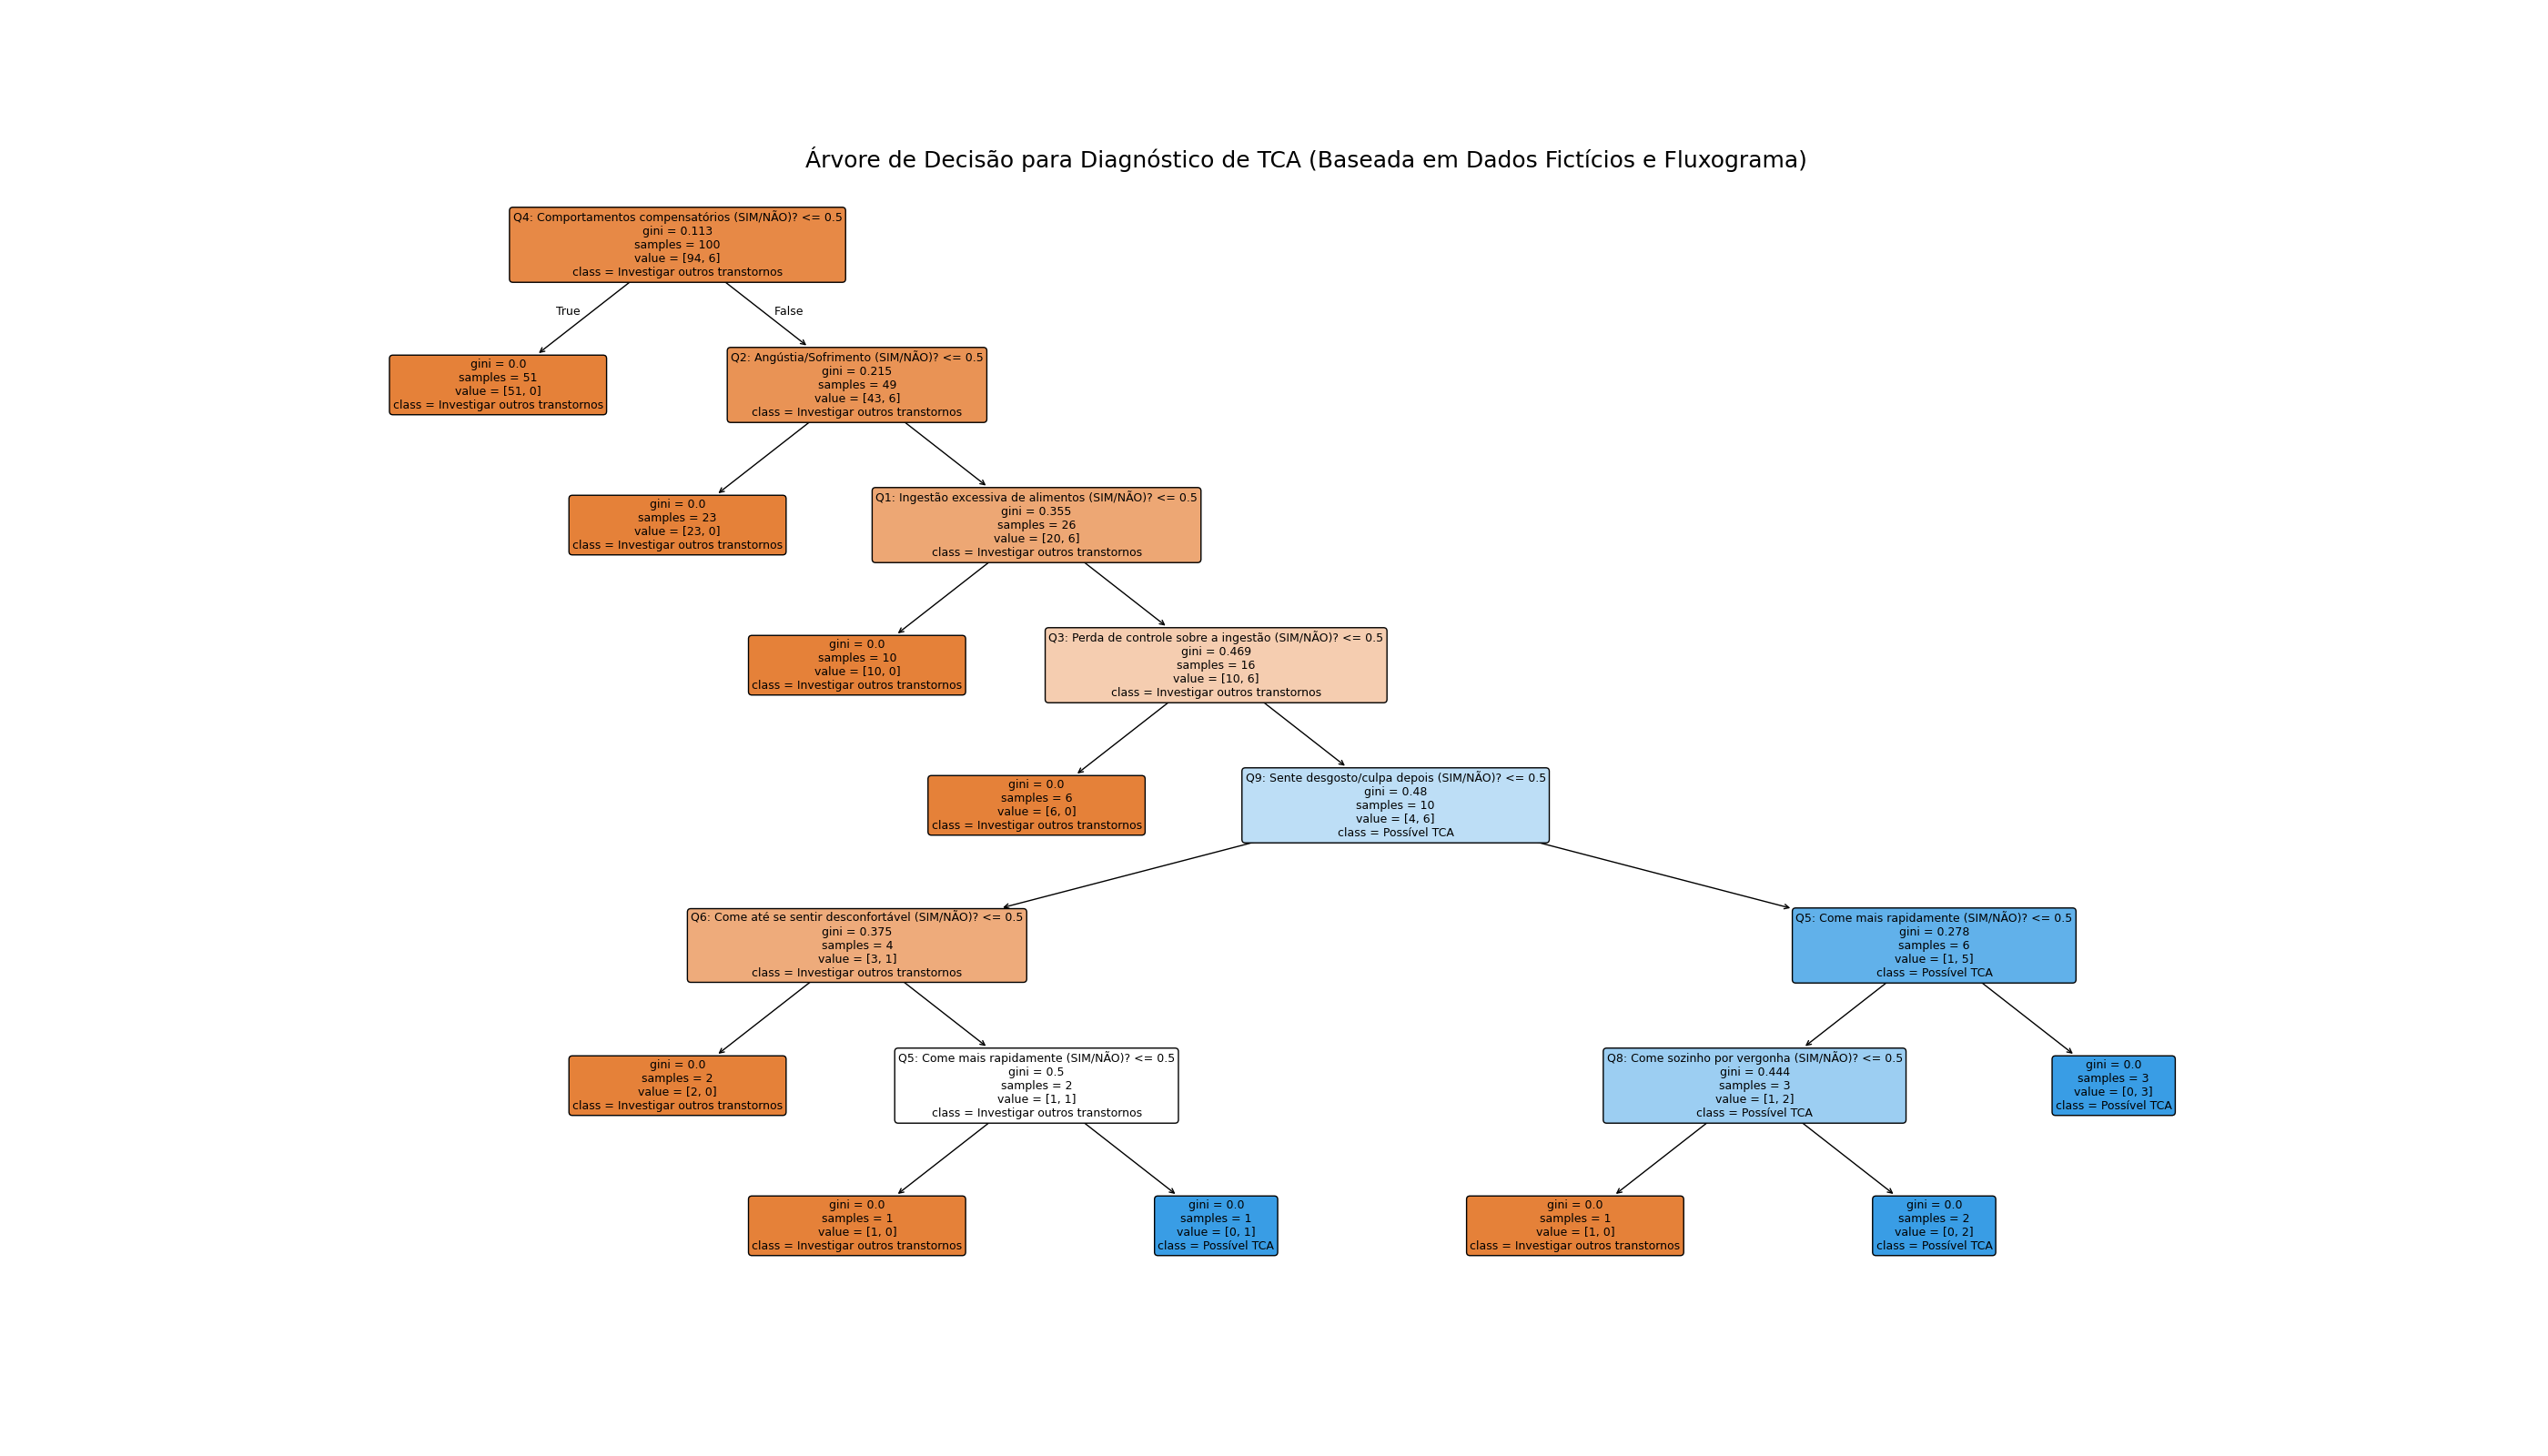 Árvore de Decisão para Diagnóstico de TCA (Baseada em Dados Fictícios e Fluxograma)
Q4: Comportamentos compensatórios (SIM/NÃO)? <= 0.5
gini = 0.113
samples = 100
value = [94, 6]
class = Investigar outros transtornos
True
False
gini = 0.0
samples = 51
value = [51, 0]
class = Investigar outros transtornos
Q2: Angústia/Sofrimento (SIM/NÃO)? <= 0.5
gini = 0.215
samples = 49
value = [43, 6]
class = Investigar outros transtornos
gini = 0.0
samples = 23
value = [23, 0]
class = Investigar outros transtornos
Q1: Ingestão excessiva de alimentos (SIM/NÃO)? <= 0.5
gini = 0.355
samples = 26
value = [20, 6]
class = Investigar outros transtornos
gini = 0.0
samples = 10
value = [10, 0]
class = Investigar outros transtornos
Q3: Perda de controle sobre a ingestão (SIM/NÃO)? <= 0.5
gini = 0.469
samples = 16
value = [10, 6]
class = Investigar outros transtornos
gini = 0.0
samples = 6
value = [6, 0]
class = Investigar outros transtornos
Q9: Sente desgosto/culpa depois (SIM/NÃO)? <= 0.5
gini = 0.48
samples = 10
value = [4, 6]
class = Possível TCA
Q6: Come até se sentir desconfortável (SIM/NÃO)? <= 0.5
gini = 0.375
samples = 4
value = [3, 1]
class = Investigar outros transtornos
Q5: Come mais rapidamente (SIM/NÃO)? <= 0.5
gini = 0.278
samples = 6
value = [1, 5]
class = Possível TCA
gini = 0.0
samples = 2
value = [2, 0]
class = Investigar outros transtornos
Q5: Come mais rapidamente (SIM/NÃO)? <= 0.5
gini = 0.5
samples = 2
value = [1, 1]
class = Investigar outros transtornos
Q8: Come sozinho por vergonha (SIM/NÃO)? <= 0.5
gini = 0.444
samples = 3
value = [1, 2]
class = Possível TCA
gini = 0.0
samples = 3
value = [0, 3]
class = Possível TCA
gini = 0.0
samples = 1
value = [1, 0]
class = Investigar outros transtornos
gini = 0.0
samples = 1
value = [0, 1]
class = Possível TCA
gini = 0.0
samples = 1
value = [1, 0]
class = Investigar outros transtornos
gini = 0.0
samples = 2
value = [0, 2]
class = Possível TCA